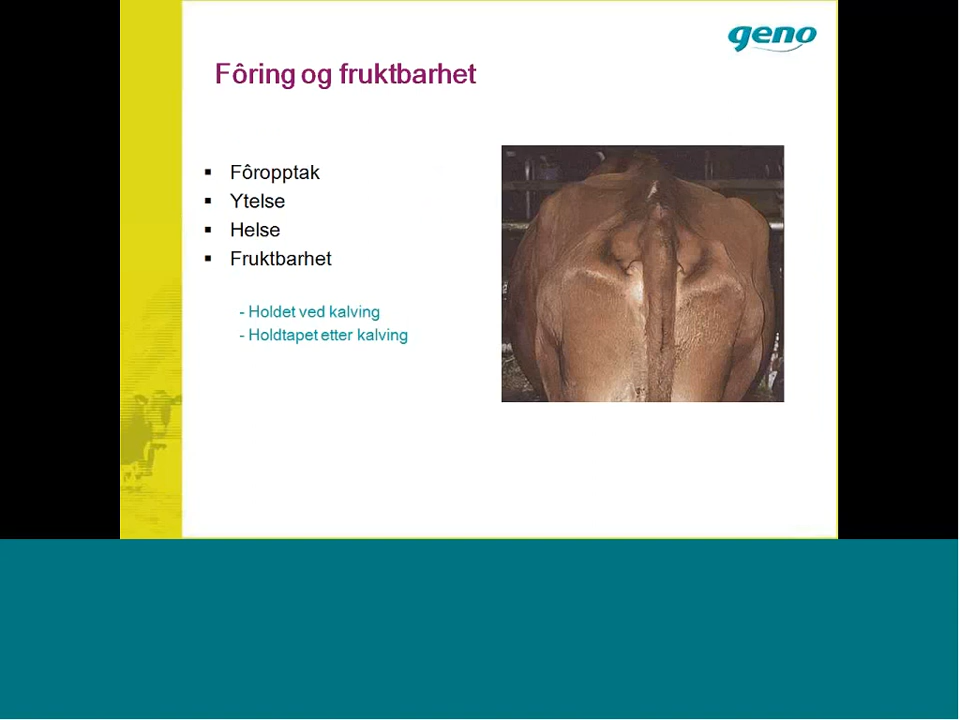 geno
Fôring og fruktbarhet
▪ Fôropptak
▪ Ytelse
▪ Helse
▪ Fruktbarhet
- Holdet ved kalving
- Holdtapet etter kalving